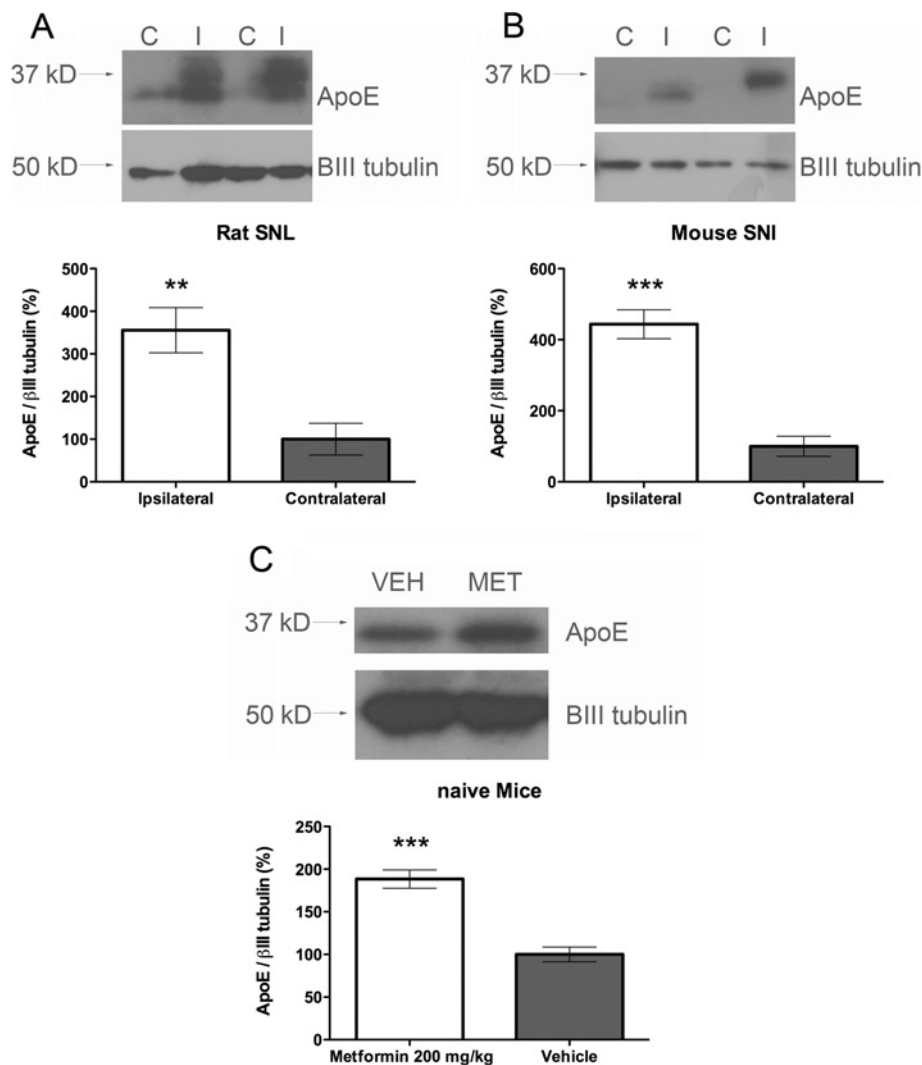 A
C I C I
37 kD
ApoE
50 kD
BIII tubulin
Rat SNL
ApoE / βIII tubulin (%)
500
400
300
200
100
0
**
Ipsilateral Contralateral
B
C I C I
37 kD
ApoE
50 kD
BIII tubulin
Mouse SNI
ApoE / βIII tubulin (%)
600
400
200
0
***
Ipsilateral Contralateral
C
VEH MET
37 kD
ApoE
50 kD
BIII tubulin
naive Mice
ApoE / βIII tubulin (%)
250
200
150
100
50
0
***
Metformin 200 mg/kg Vehicle